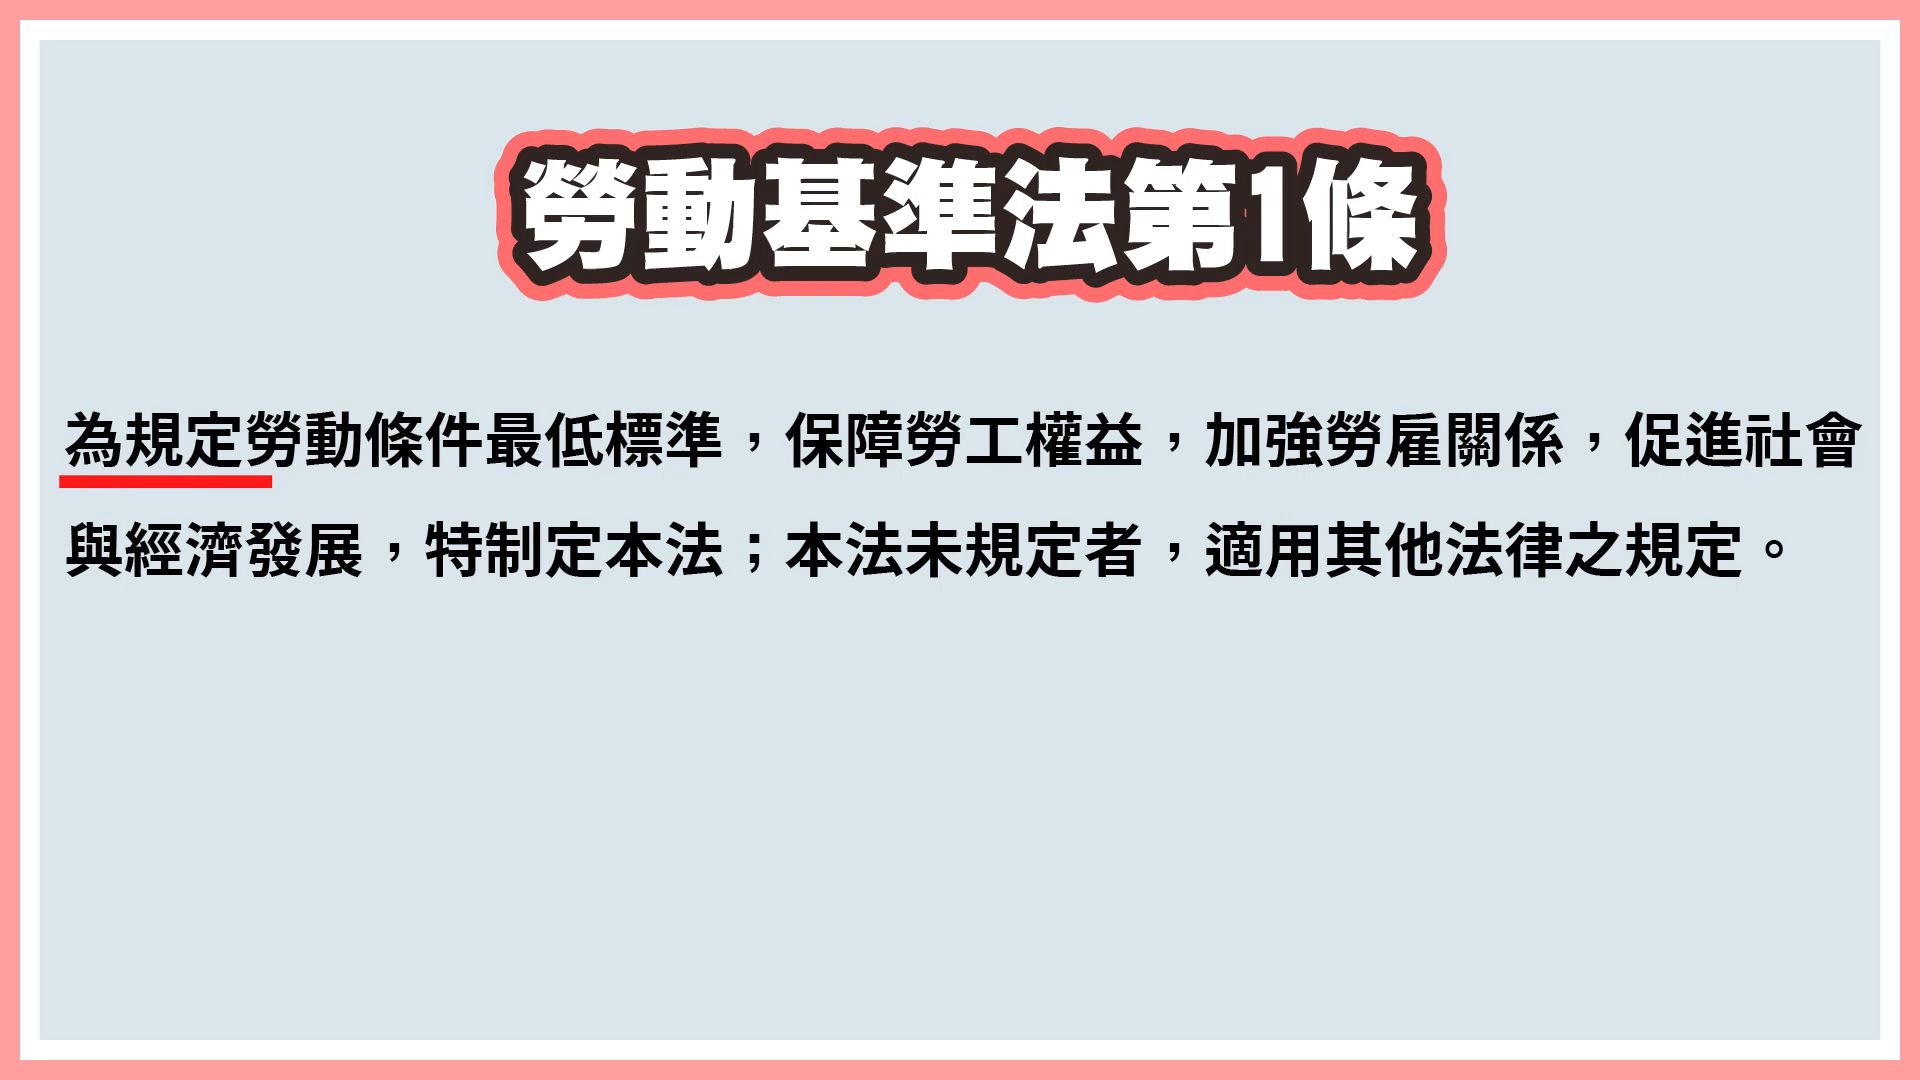 勞動基準法第1條
為規定勞動條件最低標準，保障勞工權益，加強勞雇關係，促進社會
與經濟發展，特制定本法；本法未規定者，適用其他法律之規定。